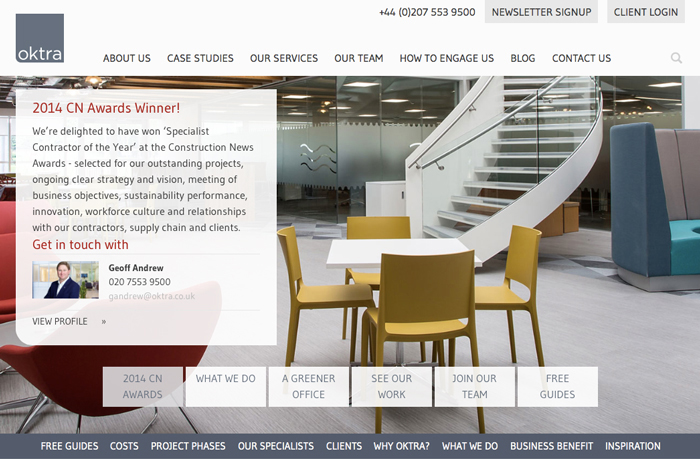 +44 (0)207 553 9500
NEWSLETTER SIGNUP
CLIENT LOGIN
oktra
ABOUT US
CASE STUDIES
OUR SERVICES
OUR TEAM
HOW TO ENGAGE US
BLOG
CONTACT US
2014 CN Awards Winner!
We're delighted to have won 'Specialist
Contractor of the Year' at the Construction News
Awards - selected for our outstanding projects,
ongoing clear strategy and vision, meeting of
business objectives, sustainability performance,
innovation, workforce culture and relationships
with our contractors, supply chain and clients.
Get in touch with
Geoff Andrew
020 7553 9500
gandrew@oktra.co.uk
VIEW PROFILE »
2014 CN
AWARDS
WHAT WE DO
A GREENER
OFFICE
SEE OUR
WORK
JOIN OUR
TEAM
FREE
GUIDES
FREE GUIDES
COSTS
PROJECT PHASES
OUR SPECIALISTS
CLIENTS
WHY OKTRA?
WHAT WE DO
BUSINESS BENEFIT
INSPIRATION